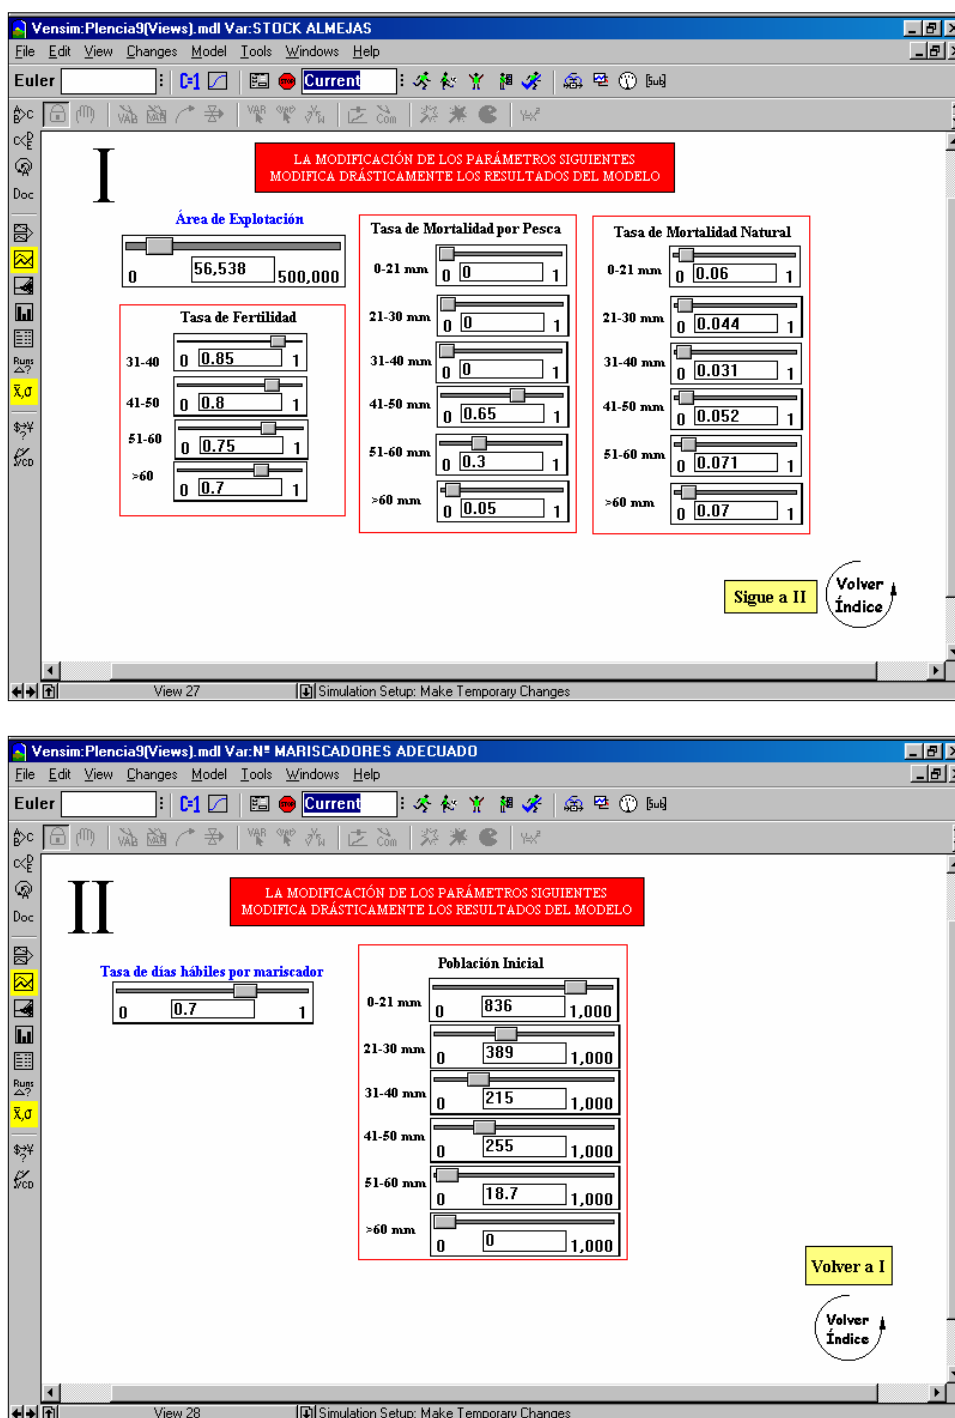 Vensim:Plencia9(Views).mdl Var:STOCK ALMEJAS
File Edit View Changes Model Tools Windows Help
Euler C=1 STOP Current [Sub]
Doc
Runs
x̄,σ
I
LA MODIFICACIÓN DE LOS PARÁMETROS SIGUIENTES
MODIFICA DRÁSTICAMENTE LOS RESULTADOS DEL MODELO
Área de Explotación
0 56,538 500,000
Tasa de Fertilidad
31-40 0 0.85 1
41-50 0 0.8 1
51-60 0 0.75 1
>60 0 0.7 1
Tasa de Mortalidad por Pesca
0-21 mm 0 0 1
21-30 mm 0 0 1
31-40 mm 0 0 1
41-50 mm 0 0.65 1
51-60 mm 0 0.3 1
>60 mm 0 0.05 1
Tasa de Mortalidad Natural
0-21 mm 0 0.06 1
21-30 mm 0 0.044 1
31-40 mm 0 0.031 1
41-50 mm 0 0.052 1
51-60 mm 0 0.071 1
>60 mm 0 0.07 1
Sigue a II
Volver
Índice
View 27 Simulation Setup: Make Temporary Changes
Vensim:Plencia9(Views).mdl Var:Nº MARISCADORES ADECUADO
File Edit View Changes Model Tools Windows Help
Euler C=1 STOP Current [Sub]
Doc
Runs
x̄,σ
II
LA MODIFICACIÓN DE LOS PARÁMETROS SIGUIENTES
MODIFICA DRÁSTICAMENTE LOS RESULTADOS DEL MODELO
Tasa de días hábiles por mariscador
0 0.7 1
Población Inicial
0-21 mm 0 836 1,000
21-30 mm 0 389 1,000
31-40 mm 0 215 1,000
41-50 mm 0 255 1,000
51-60 mm 0 18.7 1,000
>60 mm 0 0 1,000
Volver a I
Volver
Índice
View 28 Simulation Setup: Make Temporary Changes